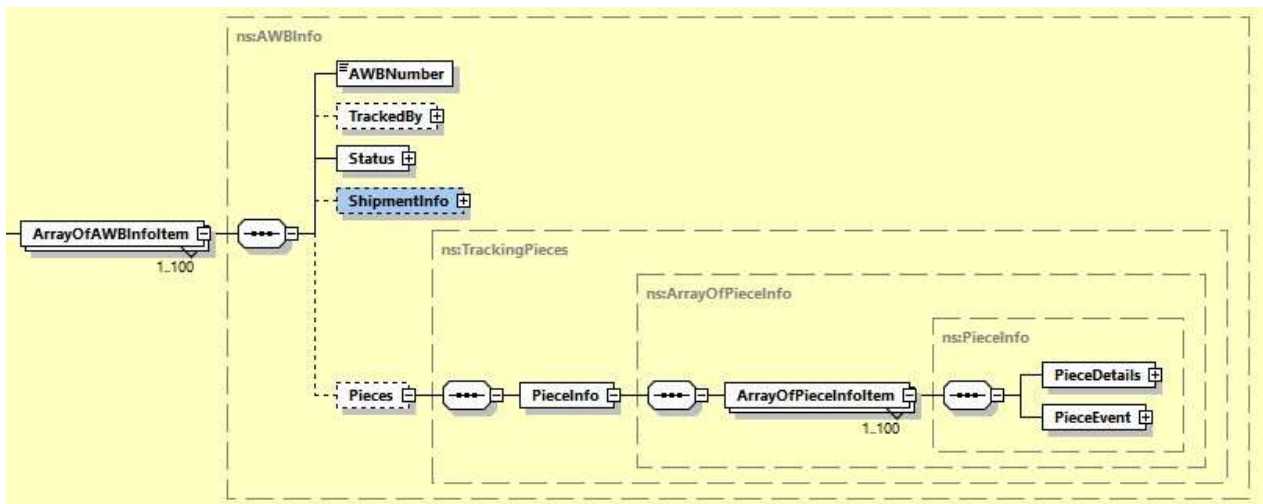 ns:AWBInfo
AWBNumber
TrackedBy
Status
ShipmentInfo
ArrayOfAWBInfoItem
1..100
ns:TrackingPieces
ns:ArrayOfPieceInfo
ns:PieceInfo
Pieces
PieceInfo
ArrayOfPieceInfoItem
1..100
PieceDetails
PieceEvent